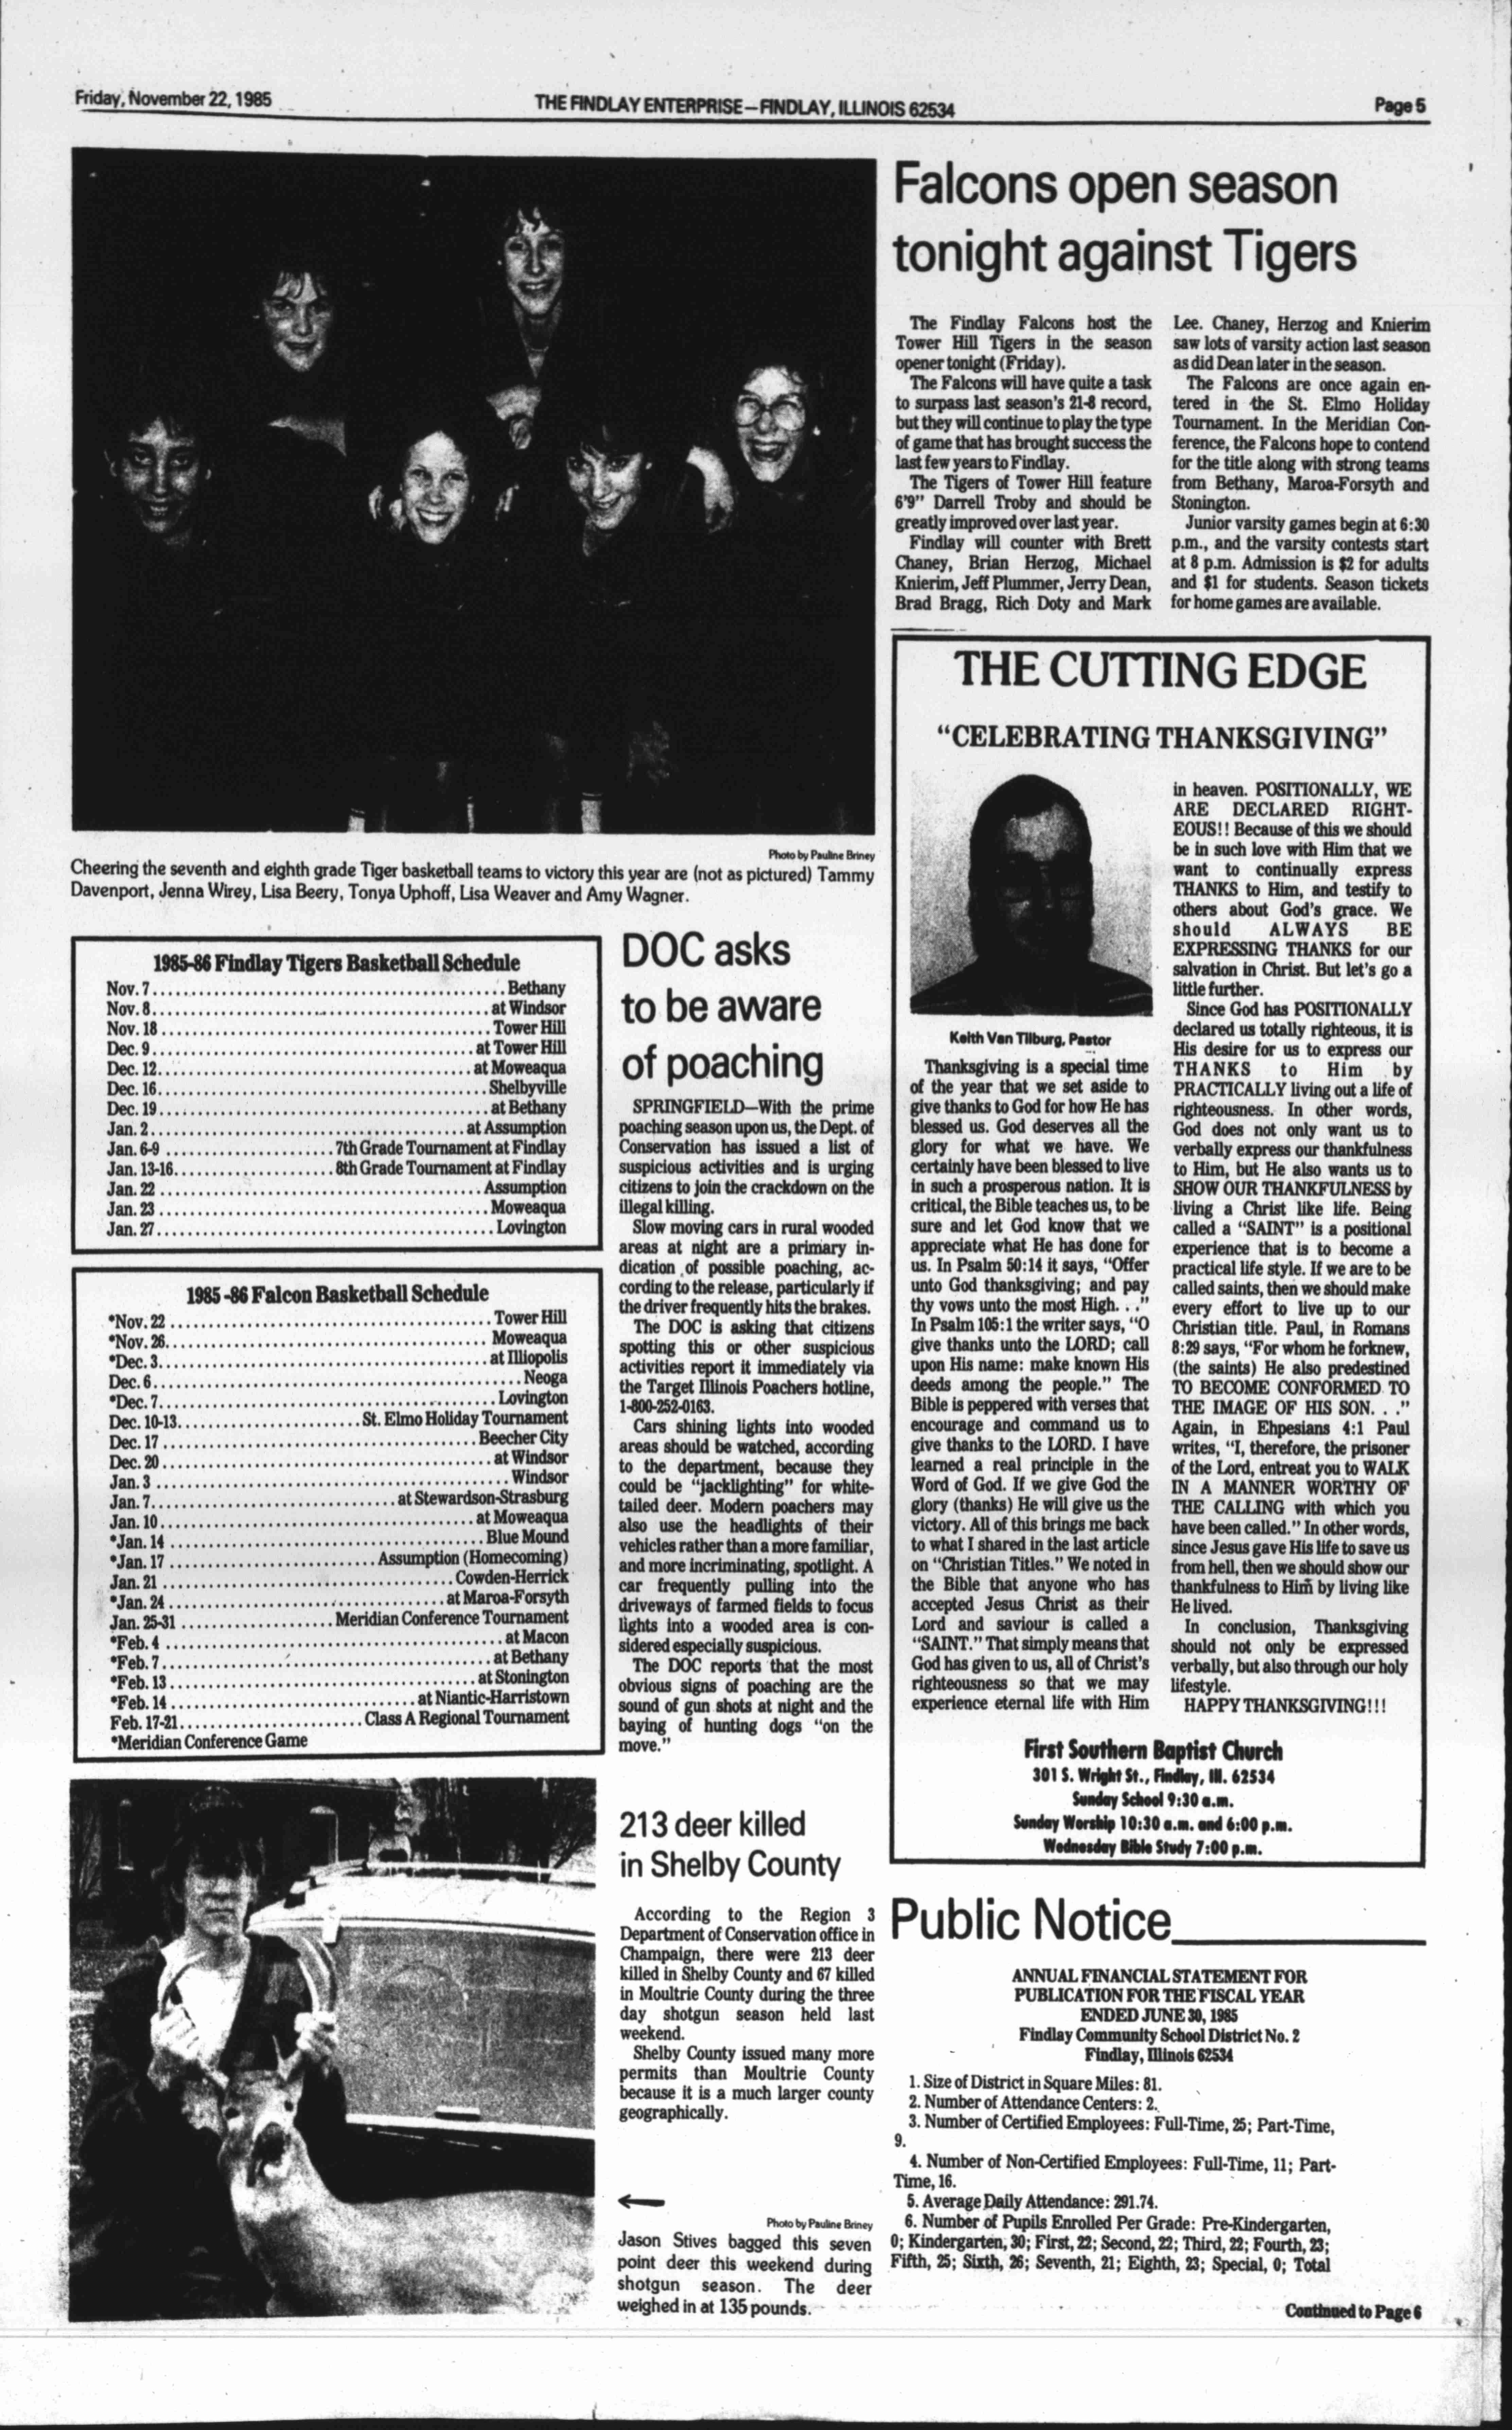 Friday, November 22, 1985
THE FINDLAY ENTERPRISE—FINDLAY, ILLINOIS 62534
Page 5
Photo by Pauline Briney
Cheering the seventh and eighth grade Tiger basketball teams to victory this year are (not as pictured) Tammy
Davenport, Jenna Wirey, Lisa Beery, Tonya Uphoff, Lisa Weaver and Amy Wagner.
1985-86 Findlay Tigers Basketball Schedule
Nov. 7 Bethany
Nov. 8 at Windsor
Nov. 18 Tower Hill
Dec. 9 at Tower Hill
Dec. 12 at Moweaqua
Dec. 16 Shelbyville
Dec. 19 at Bethany
Jan. 2 at Assumption
Jan. 6-9 7th Grade Tournament at Findlay
Jan. 13-16 8th Grade Tournament at Findlay
Jan. 22 Assumption
Jan. 23 Moweaqua
Jan. 27 Lovington
1985-86 Falcon Basketball Schedule
*Nov. 22 Tower Hill
*Nov. 26 Moweaqua
*Dec. 3 at Illiopolis
Dec. 6 Neoga
*Dec. 7 Lovington
Dec. 10-13 St. Elmo Holiday Tournament
Dec. 17 Beecher City
Dec. 20 at Windsor
Jan. 3 Windsor
Jan. 7 at Stewardson-Strasburg
Jan. 10 at Moweaqua
*Jan. 14 Blue Mound
*Jan. 17 Assumption (Homecoming)
Jan. 21 Cowden-Herrick
*Jan. 24 at Maroa-Forsyth
Jan. 25-31 Meridian Conference Tournament
*Feb. 4 at Macon
*Feb. 7 at Bethany
*Feb. 13 at Stonington
*Feb. 14 at Niantic-Harristown
Feb. 17-21 Class A Regional Tournament
*Meridian Conference Game
DOC asks
to be aware
of poaching
SPRINGFIELD—With the prime
poaching season upon us, the Dept. of
Conservation has issued a list of
suspicious activities and is urging
citizens to join the crackdown on the
illegal killing.
Slow moving cars in rural wooded
areas at night are a primary in-
dication of possible poaching, ac-
cording to the release, particularly if
the driver frequently hits the brakes.
The DOC is asking that citizens
spotting this or other suspicious
activities report it immediately via
the Target Illinois Poachers hotline,
1-800-252-0163.
Cars shining lights into wooded
areas should be watched, according
to the department, because they
could be "jacklighting" for white-
tailed deer. Modern poachers may
also use the headlights of their
vehicles rather than a more familiar,
and more incriminating, spotlight. A
car frequently pulling into the
driveways of farmed fields to focus
lights into a wooded area is con-
sidered especially suspicious.
The DOC reports that the most
obvious signs of poaching are the
sound of gun shots at night and the
baying of hunting dogs "on the
move."
213 deer killed
in Shelby County
According to the Region 3
Department of Conservation office in
Champaign, there were 213 deer
killed in Shelby County and 67 killed
in Moultrie County during the three
day shotgun season held last
weekend.
Shelby County issued many more
permits than Moultrie County
because it is a much larger county
geographically.
Photo by Pauline Briney
Jason Stives bagged this seven
point deer this weekend during
shotgun season. The deer
weighed in at 135 pounds.
Falcons open season
tonight against Tigers
The Findlay Falcons host the
Tower Hill Tigers in the season
opener tonight (Friday).
The Falcons will have quite a task
to surpass last season's 21-8 record,
but they will continue to play the type
of game that has brought success the
last few years to Findlay.
The Tigers of Tower Hill feature
6'9" Darrell Troby and should be
greatly improved over last year.
Findlay will counter with Brett
Chaney, Brian Herzog, Michael
Knierim, Jeff Plummer, Jerry Dean,
Brad Bragg, Rich Doty and Mark
Lee. Chaney, Herzog and Knierim
saw lots of varsity action last season
as did Dean later in the season.
The Falcons are once again en-
tered in the St. Elmo Holiday
Tournament. In the Meridian Con-
ference, the Falcons hope to contend
for the title along with strong teams
from Bethany, Maroa-Forsyth and
Stonington.
Junior varsity games begin at 6:30
p.m., and the varsity contests start
at 8 p.m. Admission is $2 for adults
and $1 for students. Season tickets
for home games are available.
THE CUTTING EDGE
"CELEBRATING THANKSGIVING"
Keith Van Tilburg, Pastor
Thanksgiving is a special time
of the year that we set aside to
give thanks to God for how He has
blessed us. God deserves all the
glory for what we have. We
certainly have been blessed to live
in such a prosperous nation. It is
critical, the Bible teaches us, to be
sure and let God know that we
appreciate what He has done for
us. In Psalm 50:14 it says, "Offer
unto God thanksgiving; and pay
thy vows unto the most High. . ."
In Psalm 105:1 the writer says, "O
give thanks unto the LORD; call
upon His name: make known His
deeds among the people." The
Bible is peppered with verses that
encourage and command us to
give thanks to the LORD. I have
learned a real principle in the
Word of God. If we give God the
glory (thanks) He will give us the
victory. All of this brings me back
to what I shared in the last article
on "Christian Titles." We noted in
the Bible that anyone who has
accepted Jesus Christ as their
Lord and saviour is called a
"SAINT." That simply means that
God has given to us, all of Christ's
righteousness so that we may
experience eternal life with Him
in heaven. POSITIONALLY, WE
ARE DECLARED RIGHT-
EOUS!! Because of this we should
be in such love with Him that we
want to continually express
THANKS to Him, and testify to
others about God's grace. We
should ALWAYS BE
EXPRESSING THANKS for our
salvation in Christ. But let's go a
little further.
Since God has POSITIONALLY
declared us totally righteous, it is
His desire for us to express our
THANKS to Him by
PRACTICALLY living out a life of
righteousness. In other words,
God does not only want us to
verbally express our thankfulness
to Him, but He also wants us to
SHOW OUR THANKFULNESS by
living a Christ like life. Being
called a "SAINT" is a positional
experience that is to become a
practical life style. If we are to be
called saints, then we should make
every effort to live up to our
Christian title. Paul, in Romans
8:29 says, "For whom he forknew,
(the saints) He also predestined
TO BECOME CONFORMED TO
THE IMAGE OF HIS SON. . ."
Again, in Ehpesians 4:1 Paul
writes, "I, therefore, the prisoner
of the Lord, entreat you to WALK
IN A MANNER WORTHY OF
THE CALLING with which you
have been called." In other words,
since Jesus gave His life to save us
from hell, then we should show our
thankfulness to Him by living like
He lived.
In conclusion, Thanksgiving
should not only be expressed
verbally, but also through our holy
lifestyle.
HAPPY THANKSGIVING!!!
First Southern Baptist Church
301 S. Wright St., Findlay, Ill. 62534
Sunday School 9:30 a.m.
Sunday Worship 10:30 a.m. and 6:00 p.m.
Wednesday Bible Study 7:00 p.m.
Public Notice
ANNUAL FINANCIAL STATEMENT FOR
PUBLICATION FOR THE FISCAL YEAR
ENDED JUNE 30, 1985
Findlay Community School District No. 2
Findlay, Illinois 62534
1. Size of District in Square Miles: 81.
2. Number of Attendance Centers: 2.
3. Number of Certified Employees: Full-Time, 25; Part-Time,
9.
4. Number of Non-Certified Employees: Full-Time, 11; Part-
Time, 16.
5. Average Daily Attendance: 291.74.
6. Number of Pupils Enrolled Per Grade: Pre-Kindergarten,
0; Kindergarten, 30; First, 22; Second, 22; Third, 22; Fourth, 23;
Fifth, 25; Sixth, 26; Seventh, 21; Eighth, 23; Special, 0; Total
Continued to Page 6